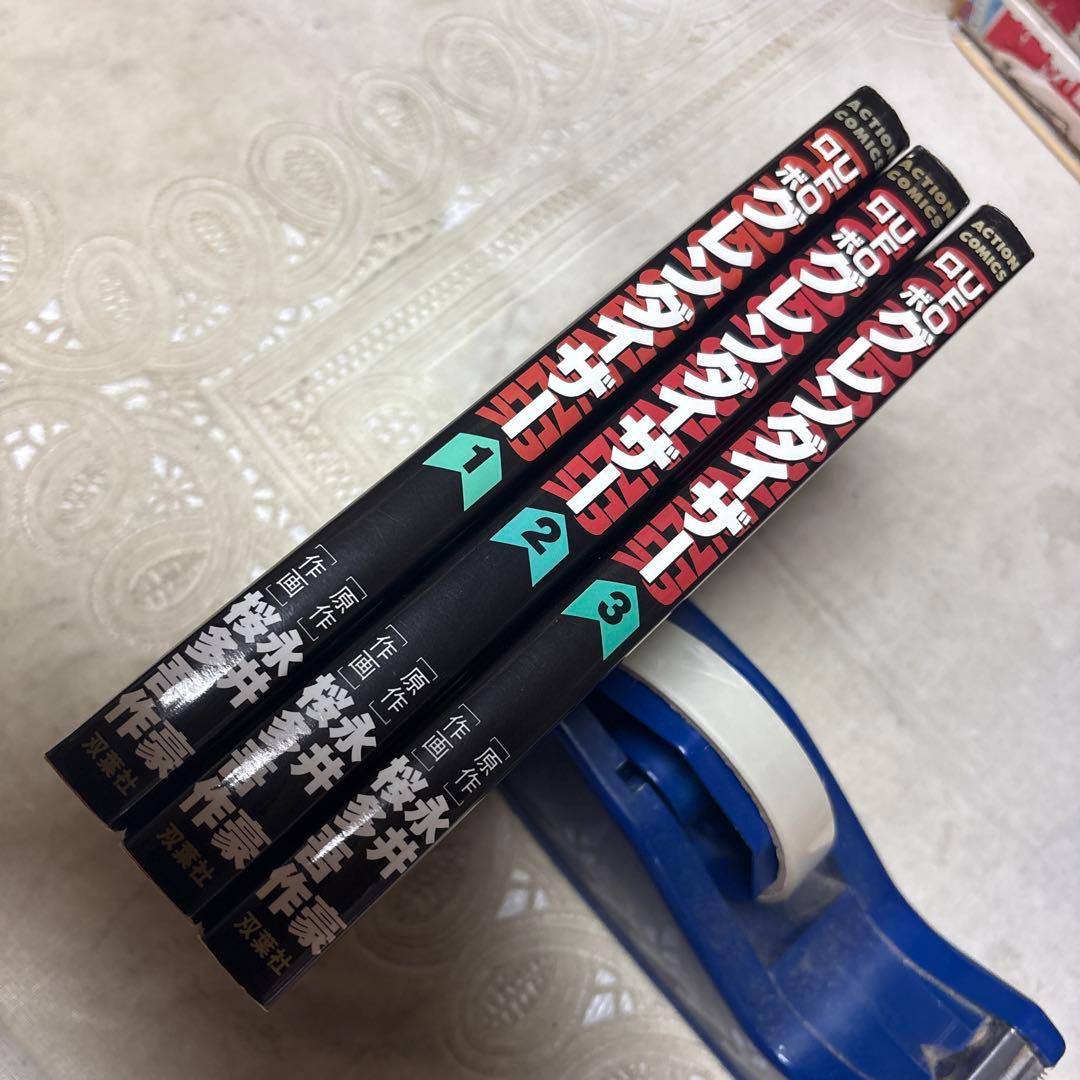 ACTION
COMICS
UFO
ロボ
グレンダイザー
1
[原作]
永井豪
[作画]
桜多吾作
双葉社
ACTION
COMICS
UFO
ロボ
グレンダイザー
2
[原作]
永井豪
[作画]
桜多吾作
双葉社
ACTION
COMICS
UFO
ロボ
グレンダイザー
3
[原作]
永井豪
[作画]
桜多吾作
双葉社